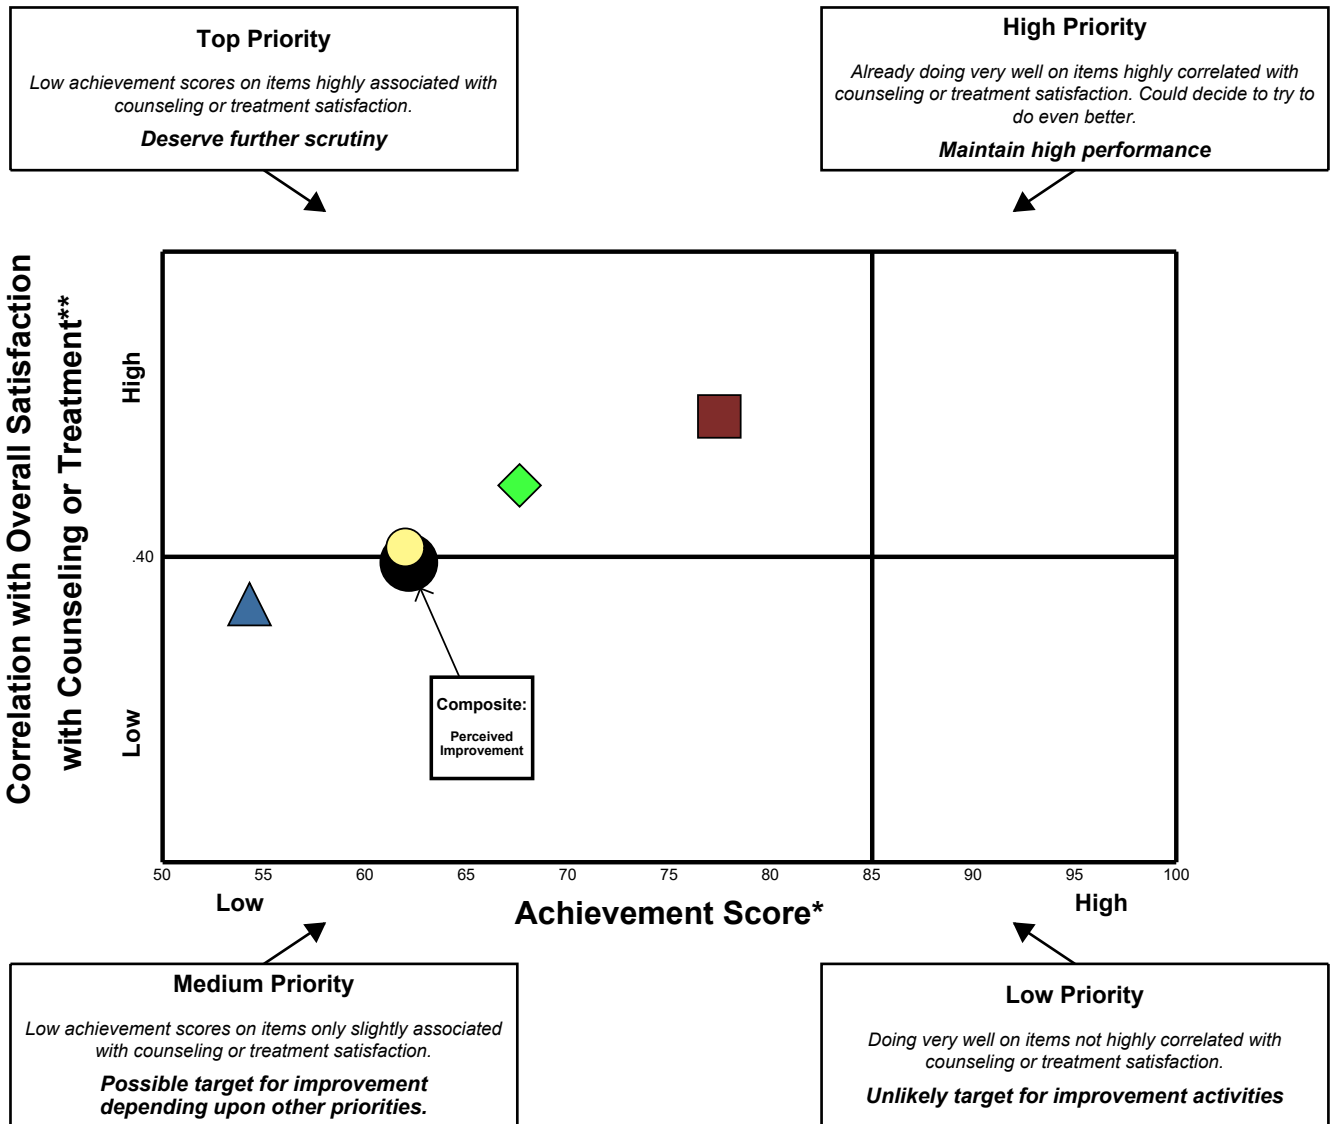 Top Priority
Low achievement scores on items highly associated with
counseling or treatment satisfaction.
Deserve further scrutiny
High Priority
Already doing very well on items highly correlated with
counseling or treatment satisfaction. Could decide to try to
do even better.
Maintain high performance
Correlation with Overall Satisfaction
with Counseling or Treatment**
High
.40
Low
Composite:
Perceived
Improvement
50 55 60 65 70 75 80 85 90 95 100
Low
Achievement Score*
High
Medium Priority
Low achievement scores on items only slightly associated
with counseling or treatment satisfaction.
Possible target for improvement
depending upon other priorities.
Low Priority
Doing very well on items not highly correlated with
counseling or treatment satisfaction.
Unlikely target for improvement activities